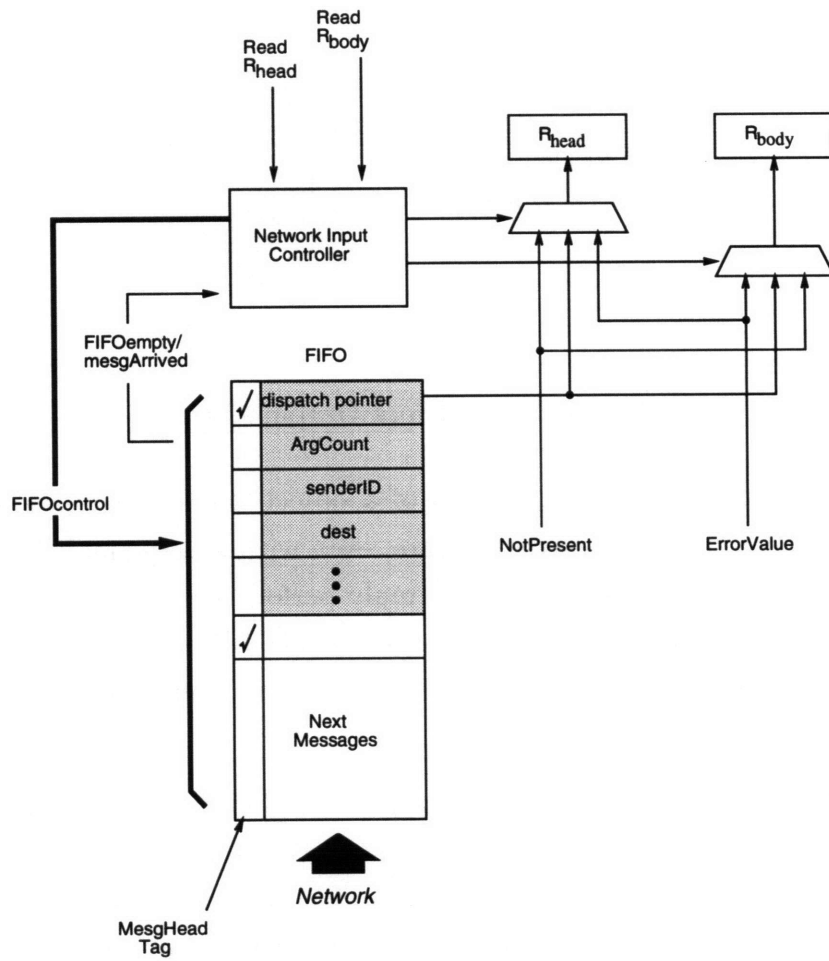 Read
Rbody
Read
Rhead
Rhead
Rbody
Network Input
Controller
FIFOempty/
mesgArrived
FIFO
dispatch pointer
ArgCount
senderID
FIFOcontrol
dest
NotPresent
ErrorValue
Next
Messages
Network
MesgHead
Tag